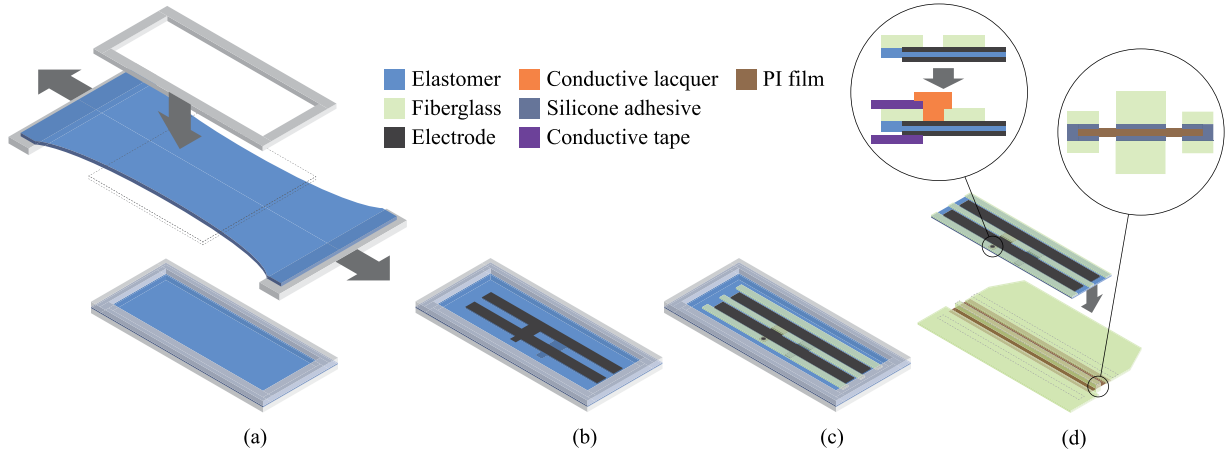 Elastomer Conductive lacquer PI film
Fiberglass Silicone adhesive
Electrode Conductive tape
(a) (b) (c) (d)